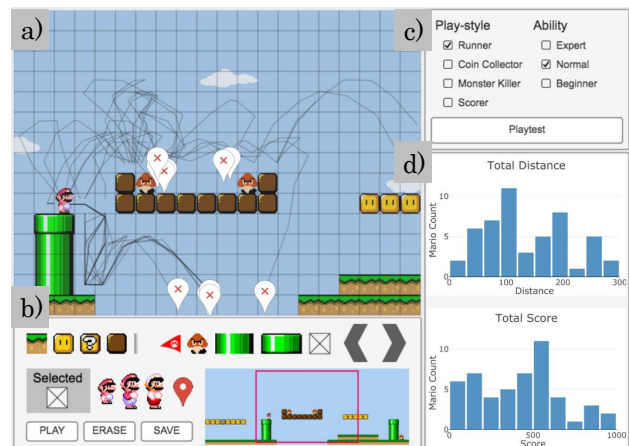 a)
c)
Play-style
Ability
Runner
Expert
Coin Collector
Normal
Monster Killer
Beginner
Scorer
Playtest
d)
Total Distance
Mario Count
10
5
0
0
100
200
300
Distance
b)
?
M
Selected
PLAY
ERASE
SAVE
Total Score
Mario Count
10
5
0
0
500
1000
Score